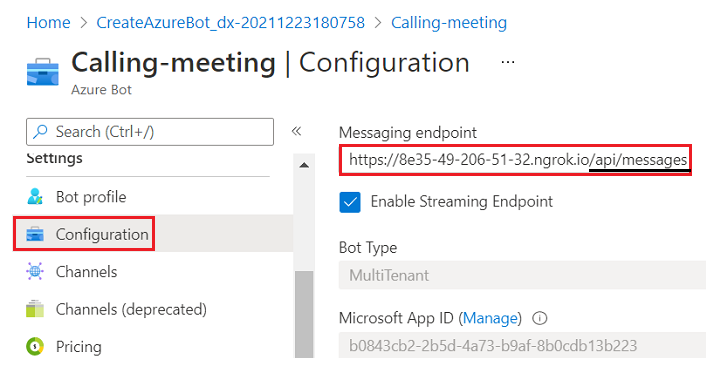 Home > CreateAzureBot_dx-20211223180758 > Calling-meeting
Calling-meeting | Configuration ...
Azure Bot
Search (Ctrl+/) «
Settings
Bot profile
Configuration
Channels
Channels (deprecated)
Pricing
Messaging endpoint
https://8e35-49-206-51-32.ngrok.io/api/messages
Enable Streaming Endpoint
Bot Type
MultiTenant
Microsoft App ID (Manage)
b0843cb2-2b5d-4a73-b9af-8b0cdb13b223